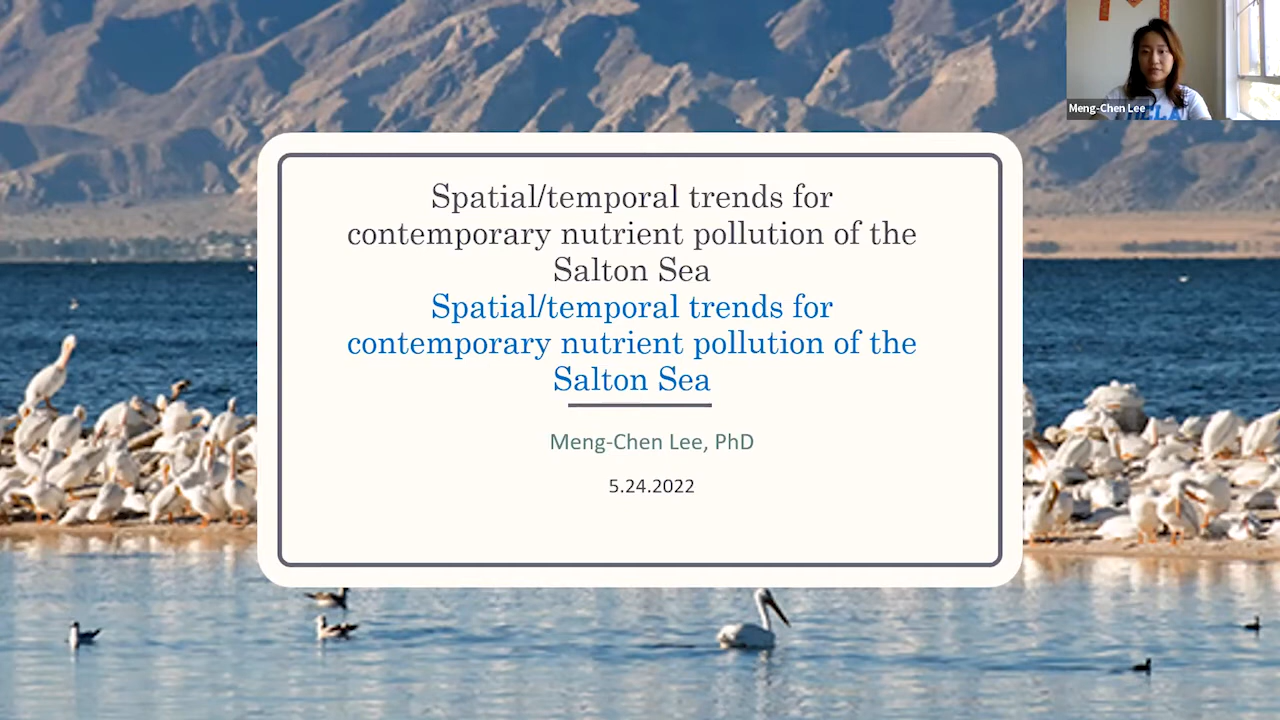 Meng-Chen Lee
UCLA
Spatial/temporal trends for
contemporary nutrient pollution of the
Salton Sea
Spatial/temporal trends for
contemporary nutrient pollution of the
Salton Sea
Meng-Chen Lee, PhD
5.24.2022